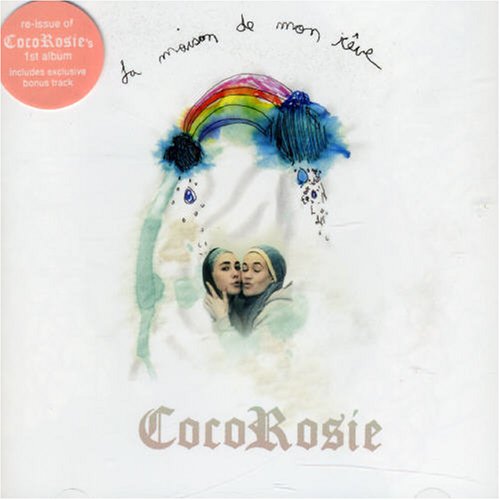 re-issue of
CocoRosie's
1st album
includes exclusive
bonus track
la maison de mon rêve
CocoRosie